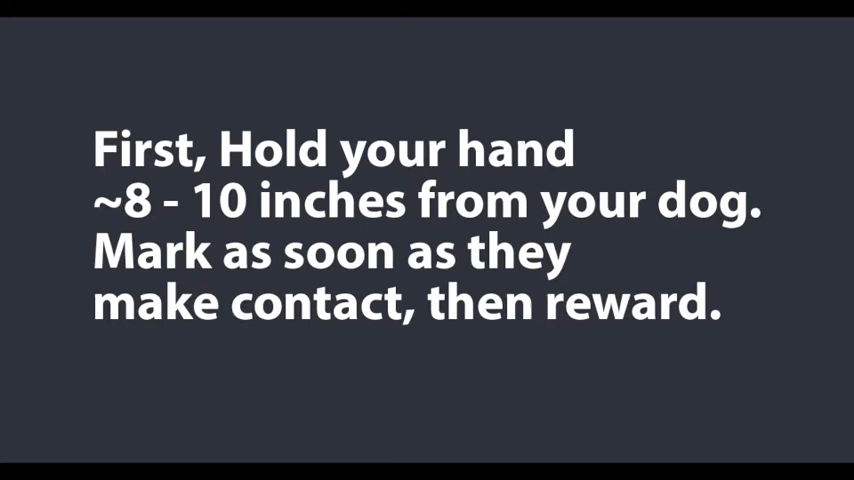 First, Hold your hand
~8 - 10 inches from your dog.
Mark as soon as they
make contact, then reward.